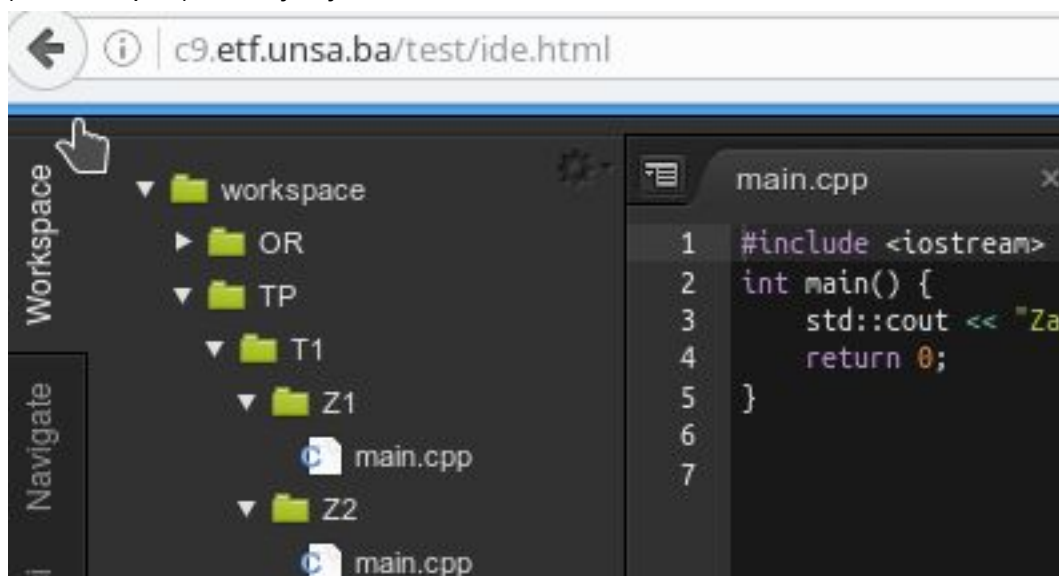 c9.etf.unsa.ba/test/ide.html
Workspace
Navigate
workspace
OR
TP
T1
Z1
main.cpp
Z2
main.cpp
main.cpp
1 #include <iostream>
2 int main() {
3 std::cout << "Za
4 return 0;
5 }
6
7